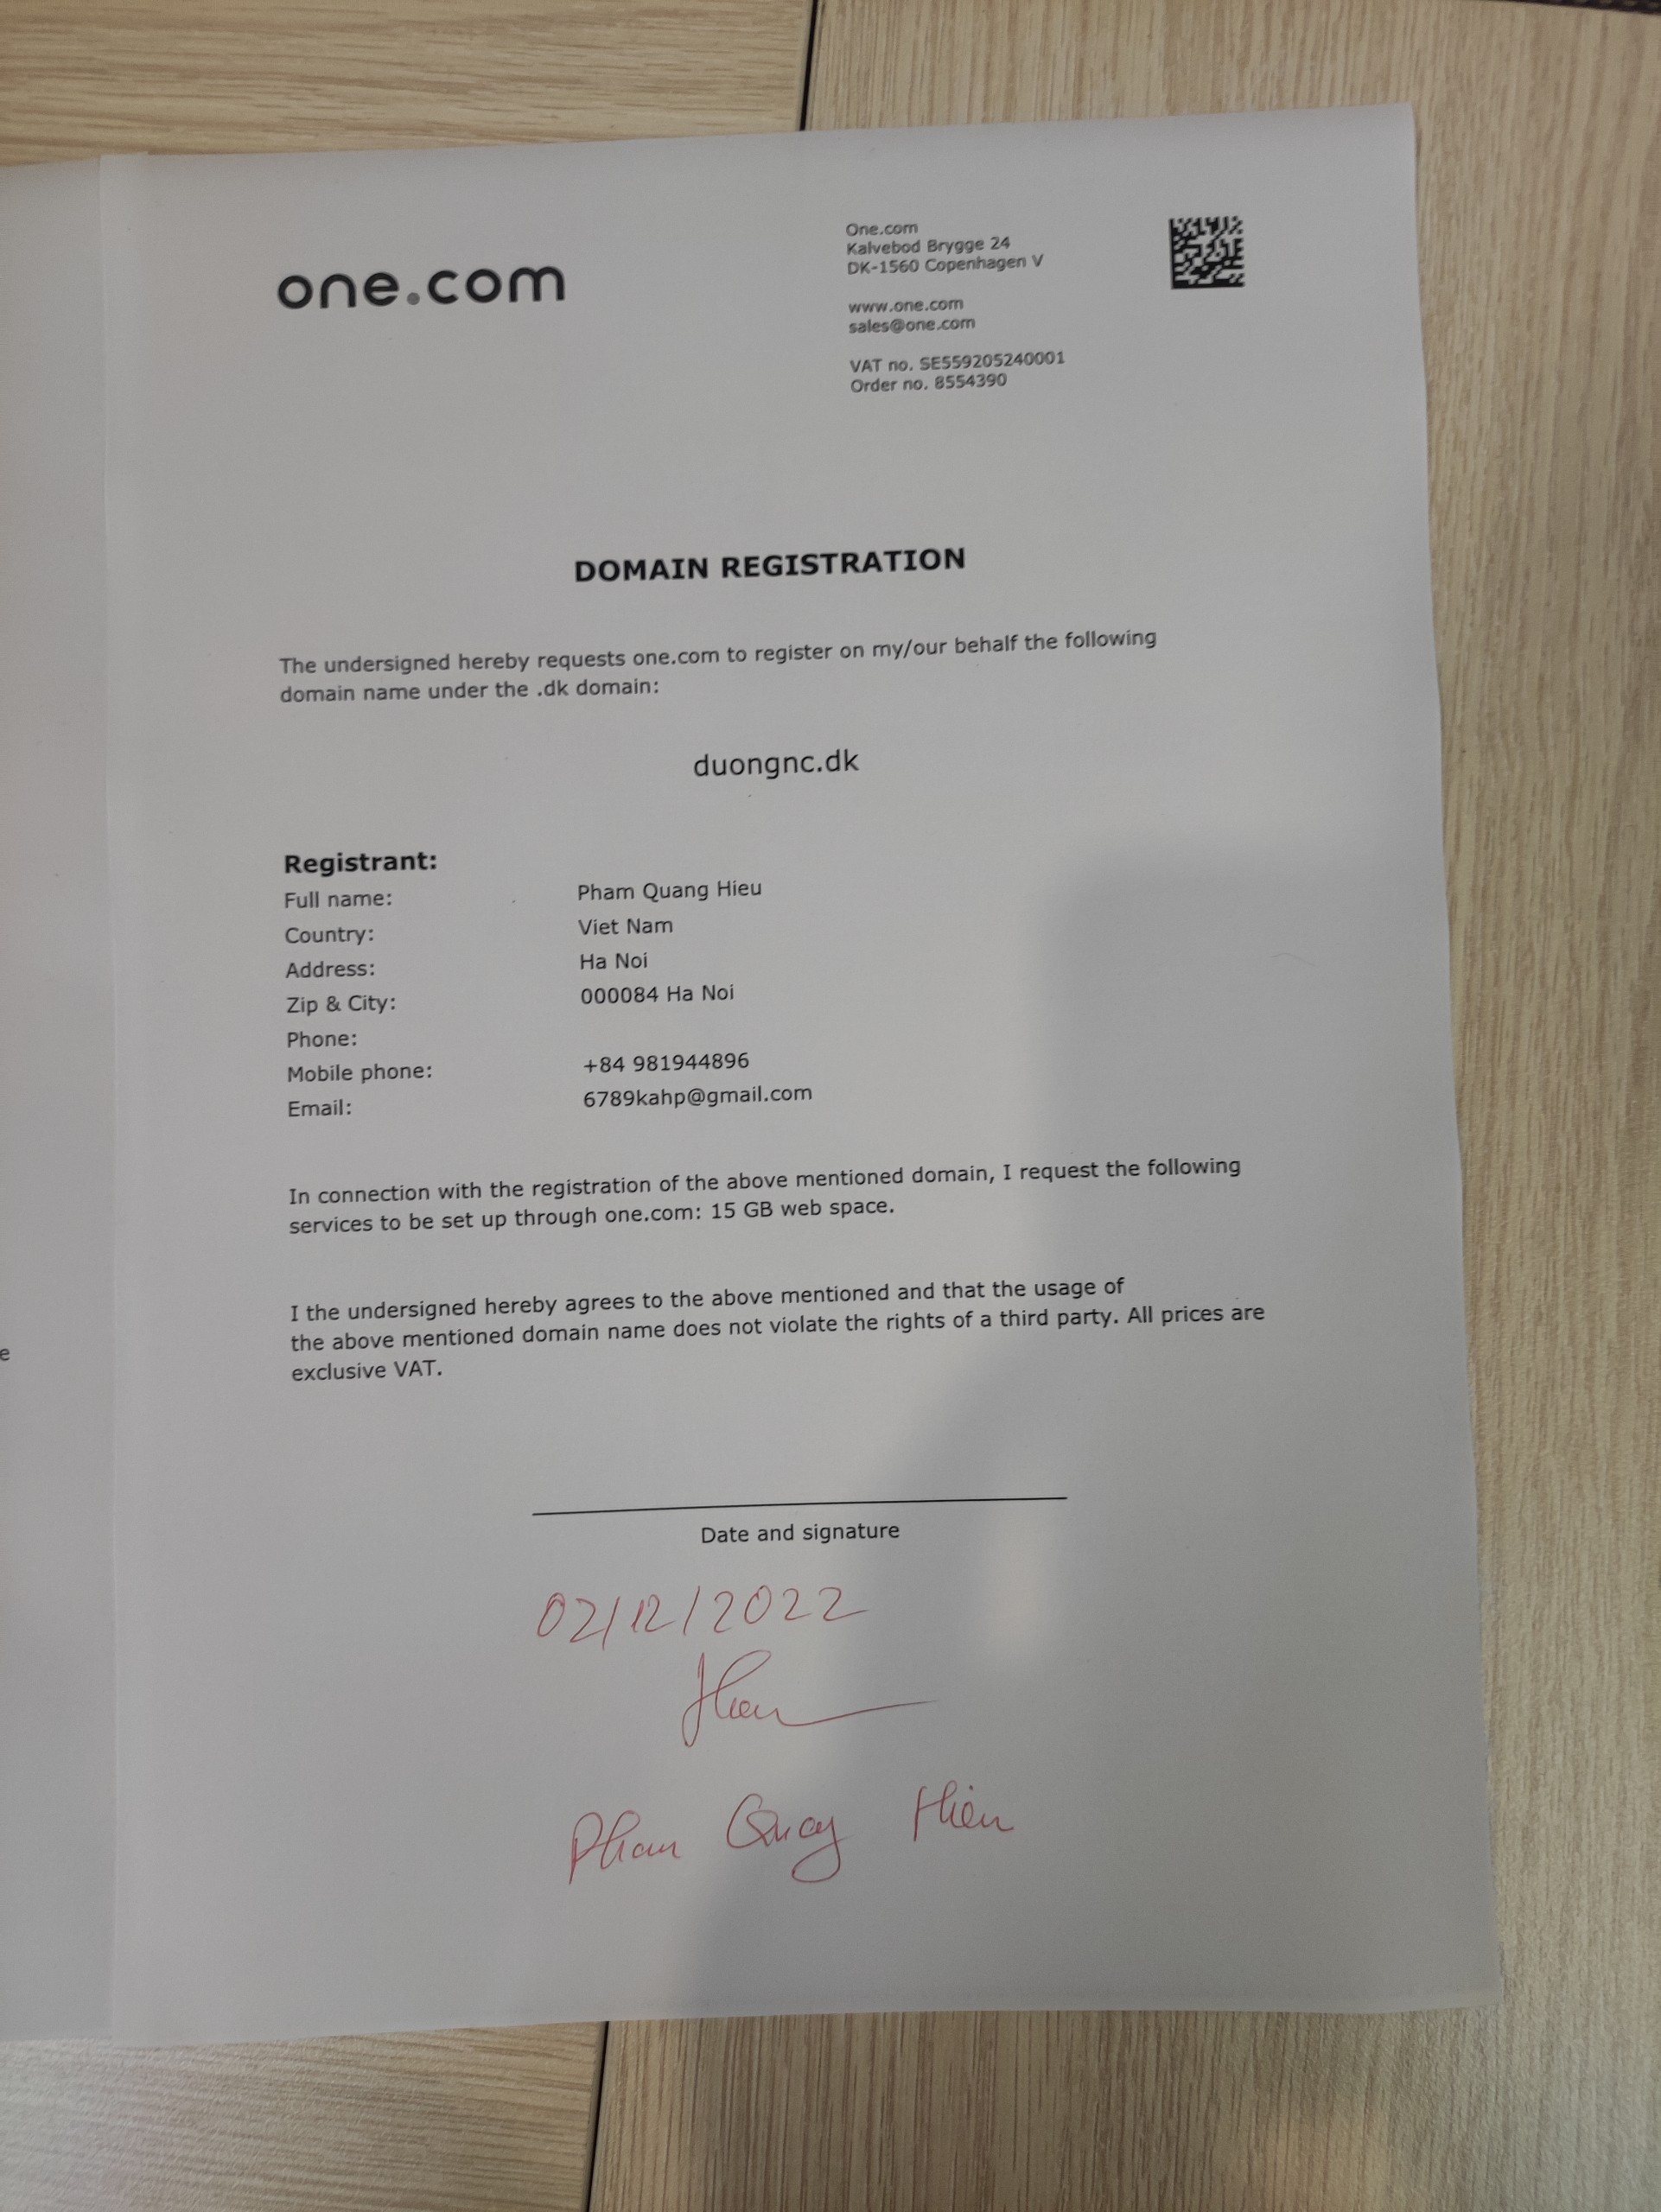 one.com
One.com
Kalvebod Brygge 24
DK-1560 Copenhagen V
www.one.com
sales@one.com
VAT no. SE559205240001
Order no. 8554390
DOMAIN REGISTRATION
The undersigned hereby requests one.com to register on my/our behalf the following
domain name under the .dk domain:
duongnc.dk
Registrant:
Full name: Pham Quang Hieu
Country: Viet Nam
Address: Ha Noi
Zip & City: 000084 Ha Noi
Phone:
Mobile phone: +84 981944896
Email: 6789kahp@gmail.com
In connection with the registration of the above mentioned domain, I request the following
services to be set up through one.com: 15 GB web space.
I the undersigned hereby agrees to the above mentioned and that the usage of
the above mentioned domain name does not violate the rights of a third party. All prices are
exclusive VAT.
e
Date and signature
02/12/2022
Pham Quang Hieu